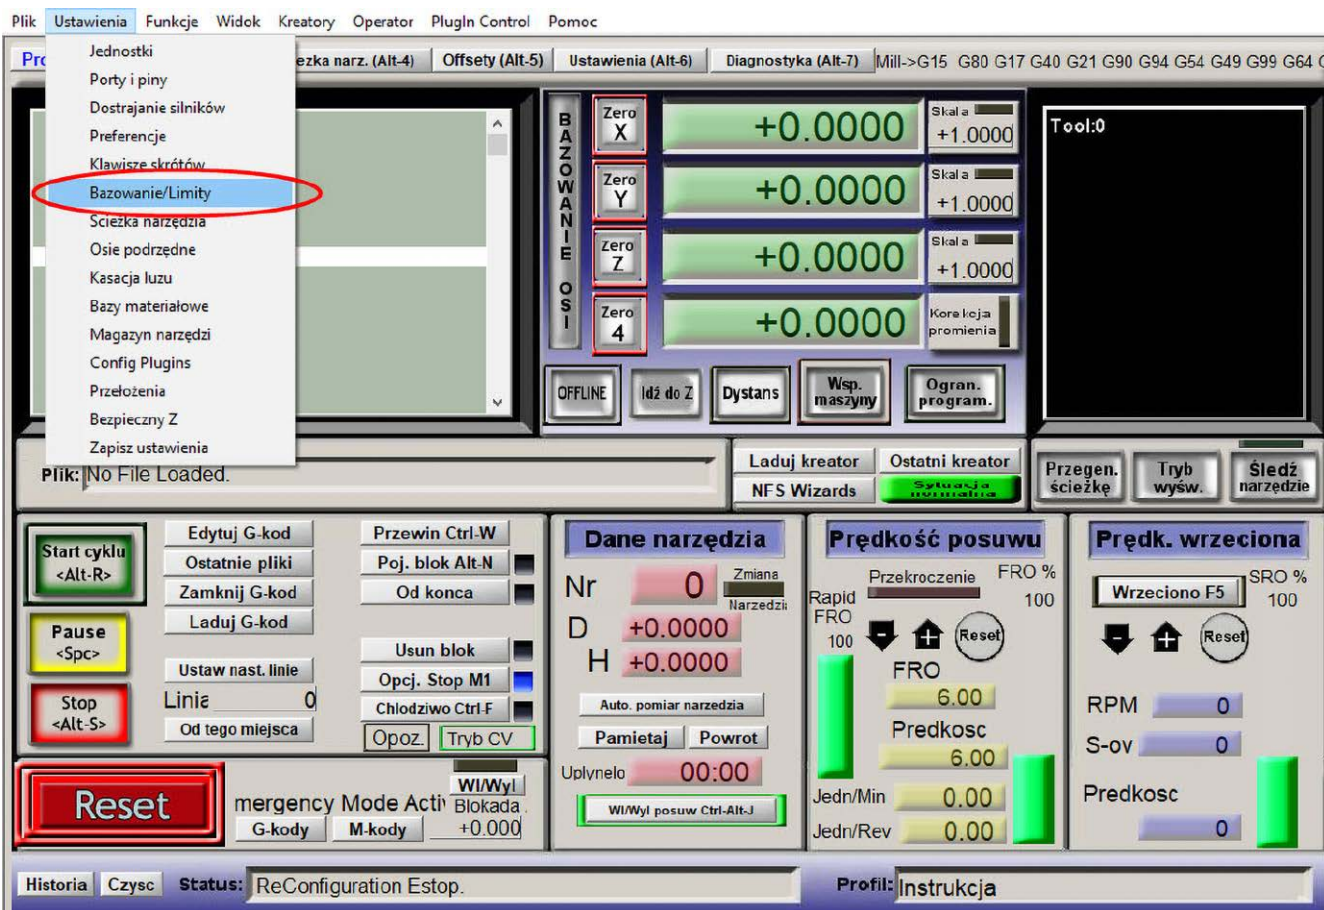 Plik Ustawienia Funkcje Widok Kreatory Operator PlugIn Control Pomoc
Jednostki
Porty i piny
Dostrajanie silników
Preferencje
Klawisze skrótów
Bazowanie/Limity
Ścieżka narzędzia
Osie podrzędne
Kasacja luzu
Bazy materiałowe
Magazyn narzędzi
Config Plugins
Przełożenia
Bezpieczny Z
Zapisz ustawienia
narz. (Alt-4) Offsety (Alt-5) Ustawienia (Alt-6) Diagnostyka (Alt-7) Mill->G15 G80 G17 G40 G21 G90 G94 G54 G49 G99 G64
BAZOWANIE OSI
Zero X +0.0000 Skala +1.0000
Zero Y +0.0000 Skala +1.0000
Zero Z +0.0000 Skala +1.0000
Zero 4 +0.0000 Korekcja promienia
OFFLINE Idź do Z Dystans Wsp. maszyny Ogran. program.
Tool:0
Plik: No File Loaded.
Laduj kreator Ostatni kreator
NFS Wizards Sytuacja normalna
Przegen. ścieżkę Tryb wyśw. Śledź narzędzie
Start cyklu
<Alt-R>
Pause
<Spc>
Stop
<Alt-S>
Edytuj G-kod
Ostatnie pliki
Zamknij G-kod
Laduj G-kod
Ustaw nast. linie
Linia 0
Od tego miejsca
Przewin Ctrl-W
Poj. blok Alt-N
Od konca
Usun blok
Opcj. Stop M1
Chlodziwo Ctrl-F
Opoz. Tryb CV
Reset
mergency Mode Acti
G-kody M-kody
Wl/Wyl
Blokada
+0.000
Dane narzędzia
Nr 0 Zmiana
Narzedzi
D +0.0000
H +0.0000
Auto. pomiar narzedzia
Pamietaj Powrot
Uplynelo 00:00
Wl/Wyl posuw Ctrl-Alt-J
Prędkość posuwu
Przekroczenie FRO %
100
Rapid
FRO
100
Reset
FRO
6.00
Predkosc
6.00
Jedn/Min 0.00
Jedn/Rev 0.00
Prędk. wrzeciona
Wrzeciono F5 SRO %
100
Reset
RPM 0
S-ov 0
Predkosc
0
Historia Czysc Status: ReConfiguration Estop. Profil: Instrukcja